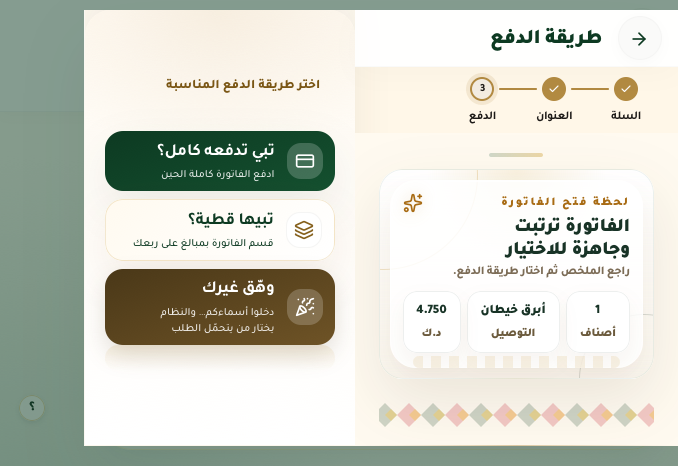 طريقة الدفع
السلة
العنوان
3
الدفع
لحظة فتح الفاتورة
الفاتورة ترتبت
وجاهزة للاختيار
راجع الملخص ثم اختار طريقة الدفع.
1
أصناف
أبرق خيطان
التوصيل
4.750
د.ك
اختر طريقة الدفع المناسبة
تبي تدفعه كامل؟
ادفع الفاتورة كاملة الحين
تبيها قطية؟
قسم الفاتورة بمبالغ على ربعك
وهّق غيرك
دخلوا أسماءكم... والنظام
يختار من يتحمّل الطلب
؟